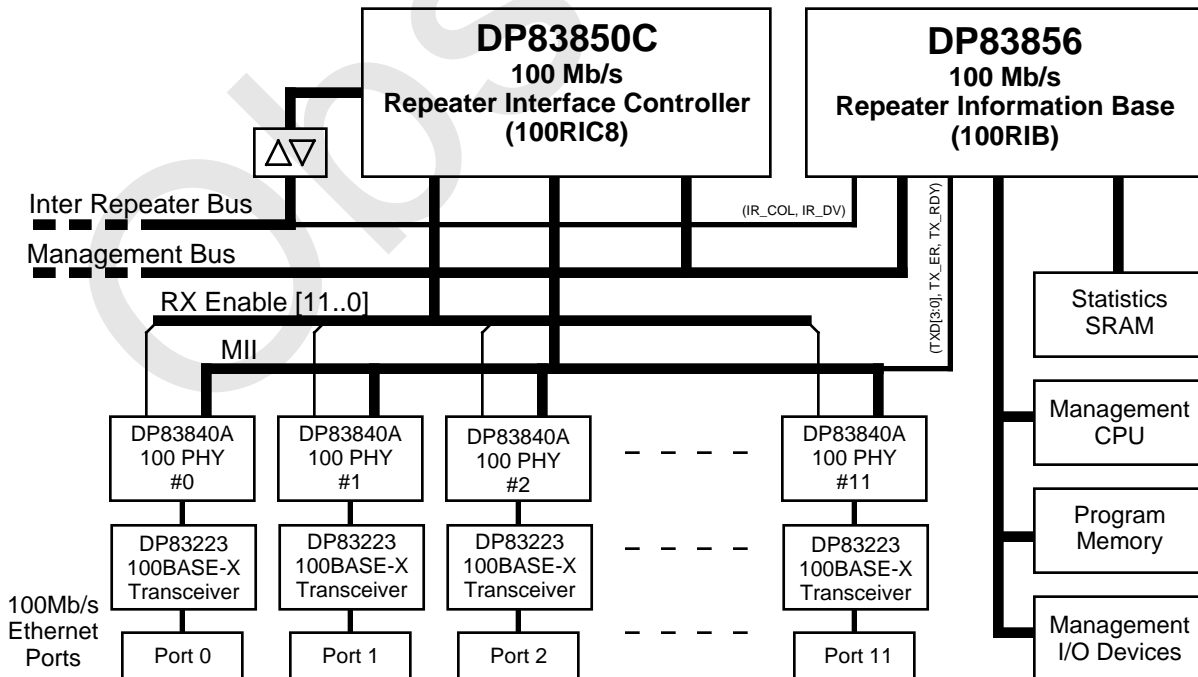 DP83850C
100 Mb/s
Repeater Interface Controller
(100RIC8)
DP83856
100 Mb/s
Repeater Information Base
(100RIB)
Inter Repeater Bus
(IR_COL, IR_DV)
(TXD[3:0], TX_ER, TX_RDY)
Management Bus
RX Enable [11..0]
MII
Statistics
SRAM
Management
CPU
Program
Memory
Management
I/O Devices
DP83840A
100 PHY
#0
DP83840A
100 PHY
#1
DP83840A
100 PHY
#2
DP83840A
100 PHY
#11
DP83223
100BASE-X
Transceiver
DP83223
100BASE-X
Transceiver
DP83223
100BASE-X
Transceiver
DP83223
100BASE-X
Transceiver
100Mb/s
Ethernet
Ports
Port 0
Port 1
Port 2
Port 11
Obs